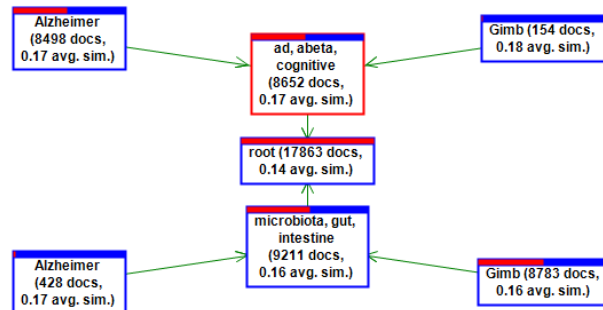 Alzheimer
(8498 docs,
0.17 avg. sim.)
ad, abeta,
cognitive
(8652 docs,
0.17 avg. sim.)
Gimb (154 docs,
0.18 avg. sim.)
root (17863 docs,
0.14 avg. sim.)
microbiota, gut,
intestine
(9211 docs,
0.16 avg. sim.)
Alzheimer
(428 docs,
0.17 avg. sim.)
Gimb (8783 docs,
0.16 avg. sim.)